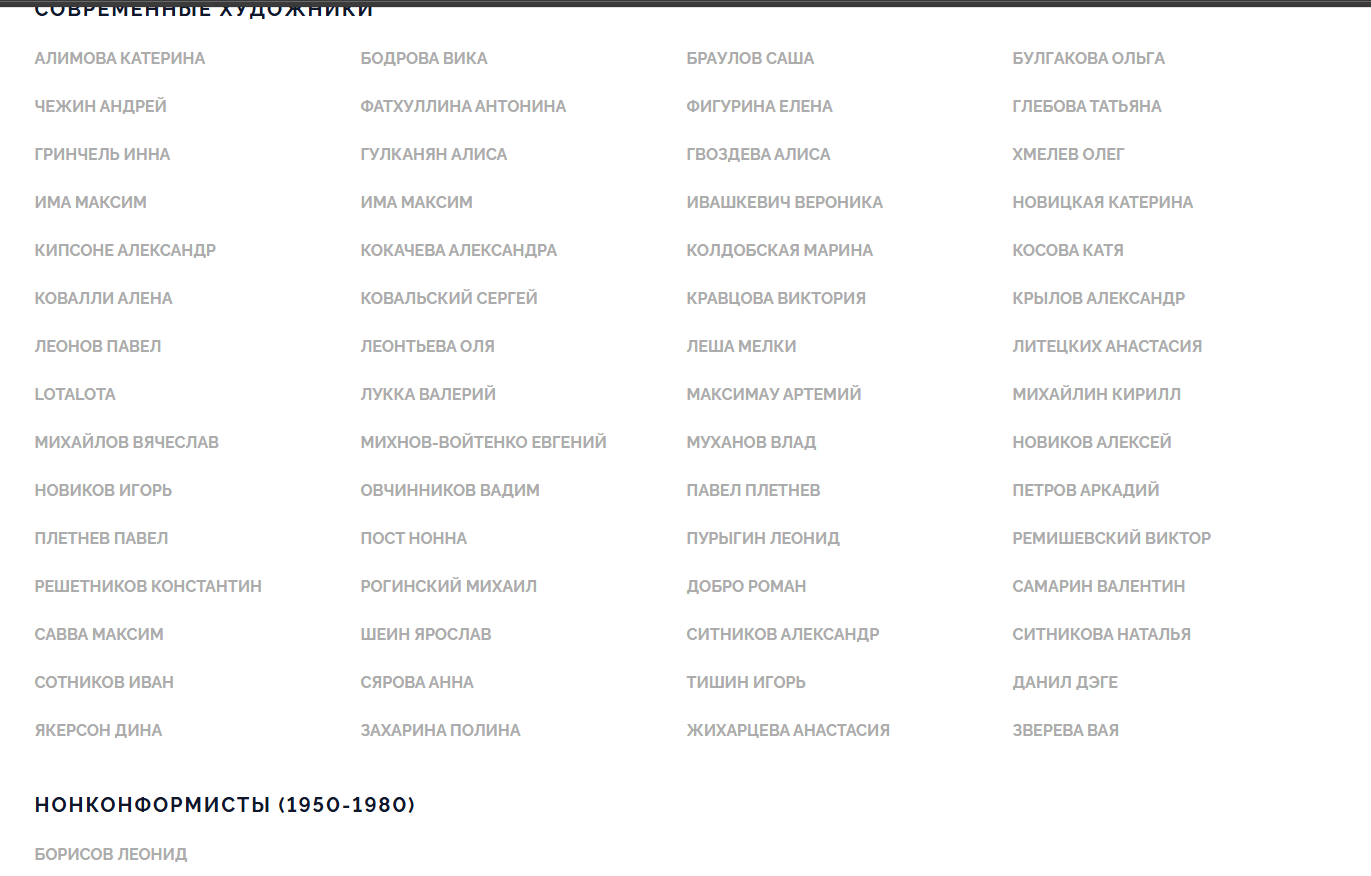 СОВРЕМЕННЫЕ ХУДОЖНИКИ
АЛИМОВА КАТЕРИНА БОДРОВА ВИКА БРАУЛОВ САША БУЛГАКОВА ОЛЬГА
ЧЕЖИН АНДРЕЙ ФАТХУЛЛИНА АНТОНИНА ФИГУРИНА ЕЛЕНА ГЛЕБОВА ТАТЬЯНА
ГРИНЧЕЛЬ ИННА ГУЛКАНЯН АЛИСА ГВОЗДЕВА АЛИСА ХМЕЛЕВ ОЛЕГ
ИМА МАКСИМ ИМА МАКСИМ ИВАШКЕВИЧ ВЕРОНИКА НОВИЦКАЯ КАТЕРИНА
КИПСОНЕ АЛЕКСАНДР КОКАЧЕВА АЛЕКСАНДРА КОЛДОБСКАЯ МАРИНА КОСОВА КАТЯ
КОВАЛЛИ АЛЕНА КОВАЛЬСКИЙ СЕРГЕЙ КРАВЦОВА ВИКТОРИЯ КРЫЛОВ АЛЕКСАНДР
ЛЕОНОВ ПАВЕЛ ЛЕОНТЬЕВА ОЛЯ ЛЕША МЕЛКИ ЛИТЕЦКИХ АНАСТАСИЯ
LOTALOTA ЛУККА ВАЛЕРИЙ МАКСИМАУ АРТЕМИЙ МИХАЙЛИН КИРИЛЛ
МИХАЙЛОВ ВЯЧЕСЛАВ МИХНОВ-ВОЙТЕНКО ЕВГЕНИЙ МУХАНОВ ВЛАД НОВИКОВ АЛЕКСЕЙ
НОВИКОВ ИГОРЬ ОВЧИННИКОВ ВАДИМ ПАВЕЛ ПЛЕТНЕВ ПЕТРОВ АРКАДИЙ
ПЛЕТНЕВ ПАВЕЛ ПОСТ НОННА ПУРЫГИН ЛЕОНИД РЕМИШЕВСКИЙ ВИКТОР
РЕШЕТНИКОВ КОНСТАНТИН РОГИНСКИЙ МИХАИЛ ДОБРО РОМАН САМАРИН ВАЛЕНТИН
САВВА МАКСИМ ШЕИН ЯРОСЛАВ СИТНИКОВ АЛЕКСАНДР СИТНИКОВА НАТАЛЬЯ
СОТНИКОВ ИВАН СЯРОВА АННА ТИШИН ИГОРЬ ДАНИЛ ДЭГЕ
ЯКЕРСОН ДИНА ЗАХАРИНА ПОЛИНА ЖИХАРЦЕВА АНАСТАСИЯ ЗВЕРЕВА ВАЯ
НОНКОНФОРМИСТЫ (1950-1980)
БОРИСОВ ЛЕОНИД